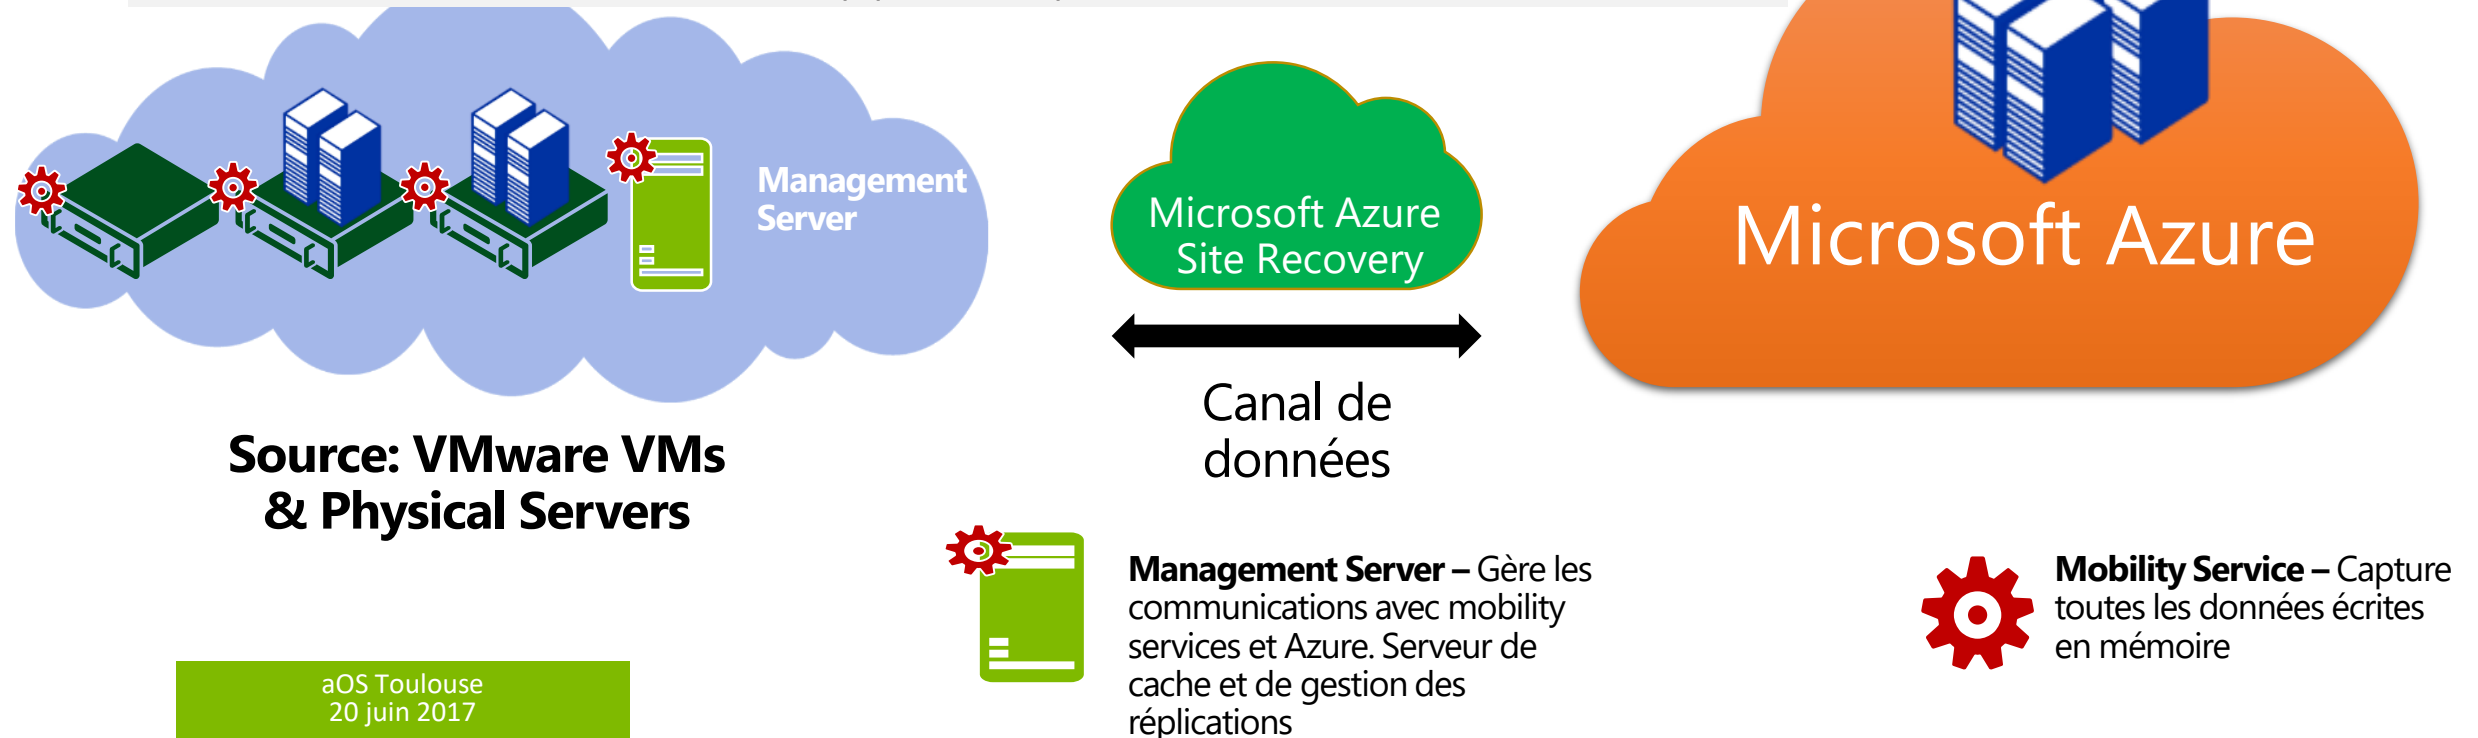 Management
Server
Microsoft Azure
Site Recovery
Microsoft Azure
Canal de
données
Source: VMware VMs
& Physical Servers
Management Server – Gère les
communications avec mobility
services et Azure. Serveur de
cache et de gestion des
réplications
Mobility Service – Capture
toutes les données écrites
en mémoire
aOS Toulouse
20 juin 2017